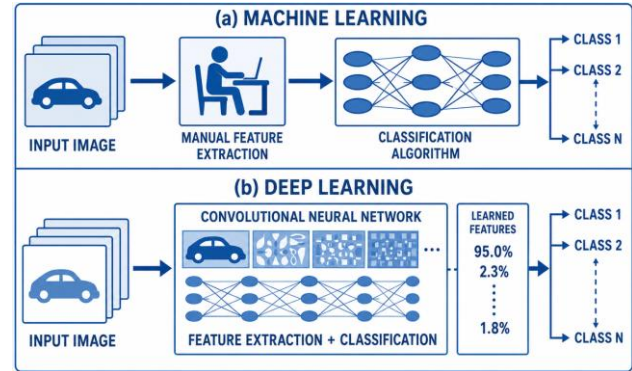 (a) MACHINE LEARNING
INPUT IMAGE
MANUAL FEATURE
EXTRACTION
CLASSIFICATION
ALGORITHM
CLASS 1
CLASS 2
CLASS N
(b) DEEP LEARNING
INPUT IMAGE
CONVOLUTIONAL NEURAL NETWORK
...
FEATURE EXTRACTION + CLASSIFICATION
LEARNED
FEATURES
95.0%
2.3%
1.8%
CLASS 1
CLASS 2
CLASS N